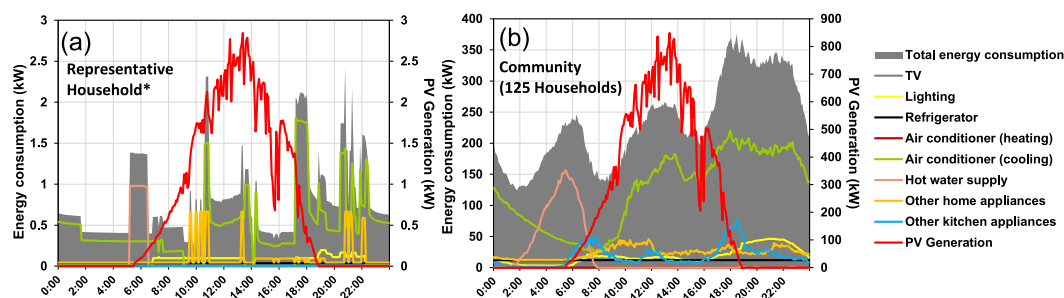 (a)
Representative
Household*
Energy consumption (kW)
3
2.5
2
1.5
1
0.5
0
3
2.5
2
1.5
1
0.5
0
PV Generation (kW)
0:00
2:00
4:00
6:00
8:00
10:00
12:00
14:00
16:00
18:00
20:00
22:00
(b)
Community
(125 Households)
Energy consumption (kW)
400
350
300
250
200
150
100
50
0
900
800
700
600
500
400
300
200
100
0
PV Generation (kW)
0:00
2:00
4:00
6:00
8:00
10:00
12:00
14:00
16:00
18:00
20:00
22:00
Total energy consumption
TV
Lighting
Refrigerator
Air conditioner (heating)
Air conditioner (cooling)
Hot water supply
Other home appliances
Other kitchen appliances
PV Generation